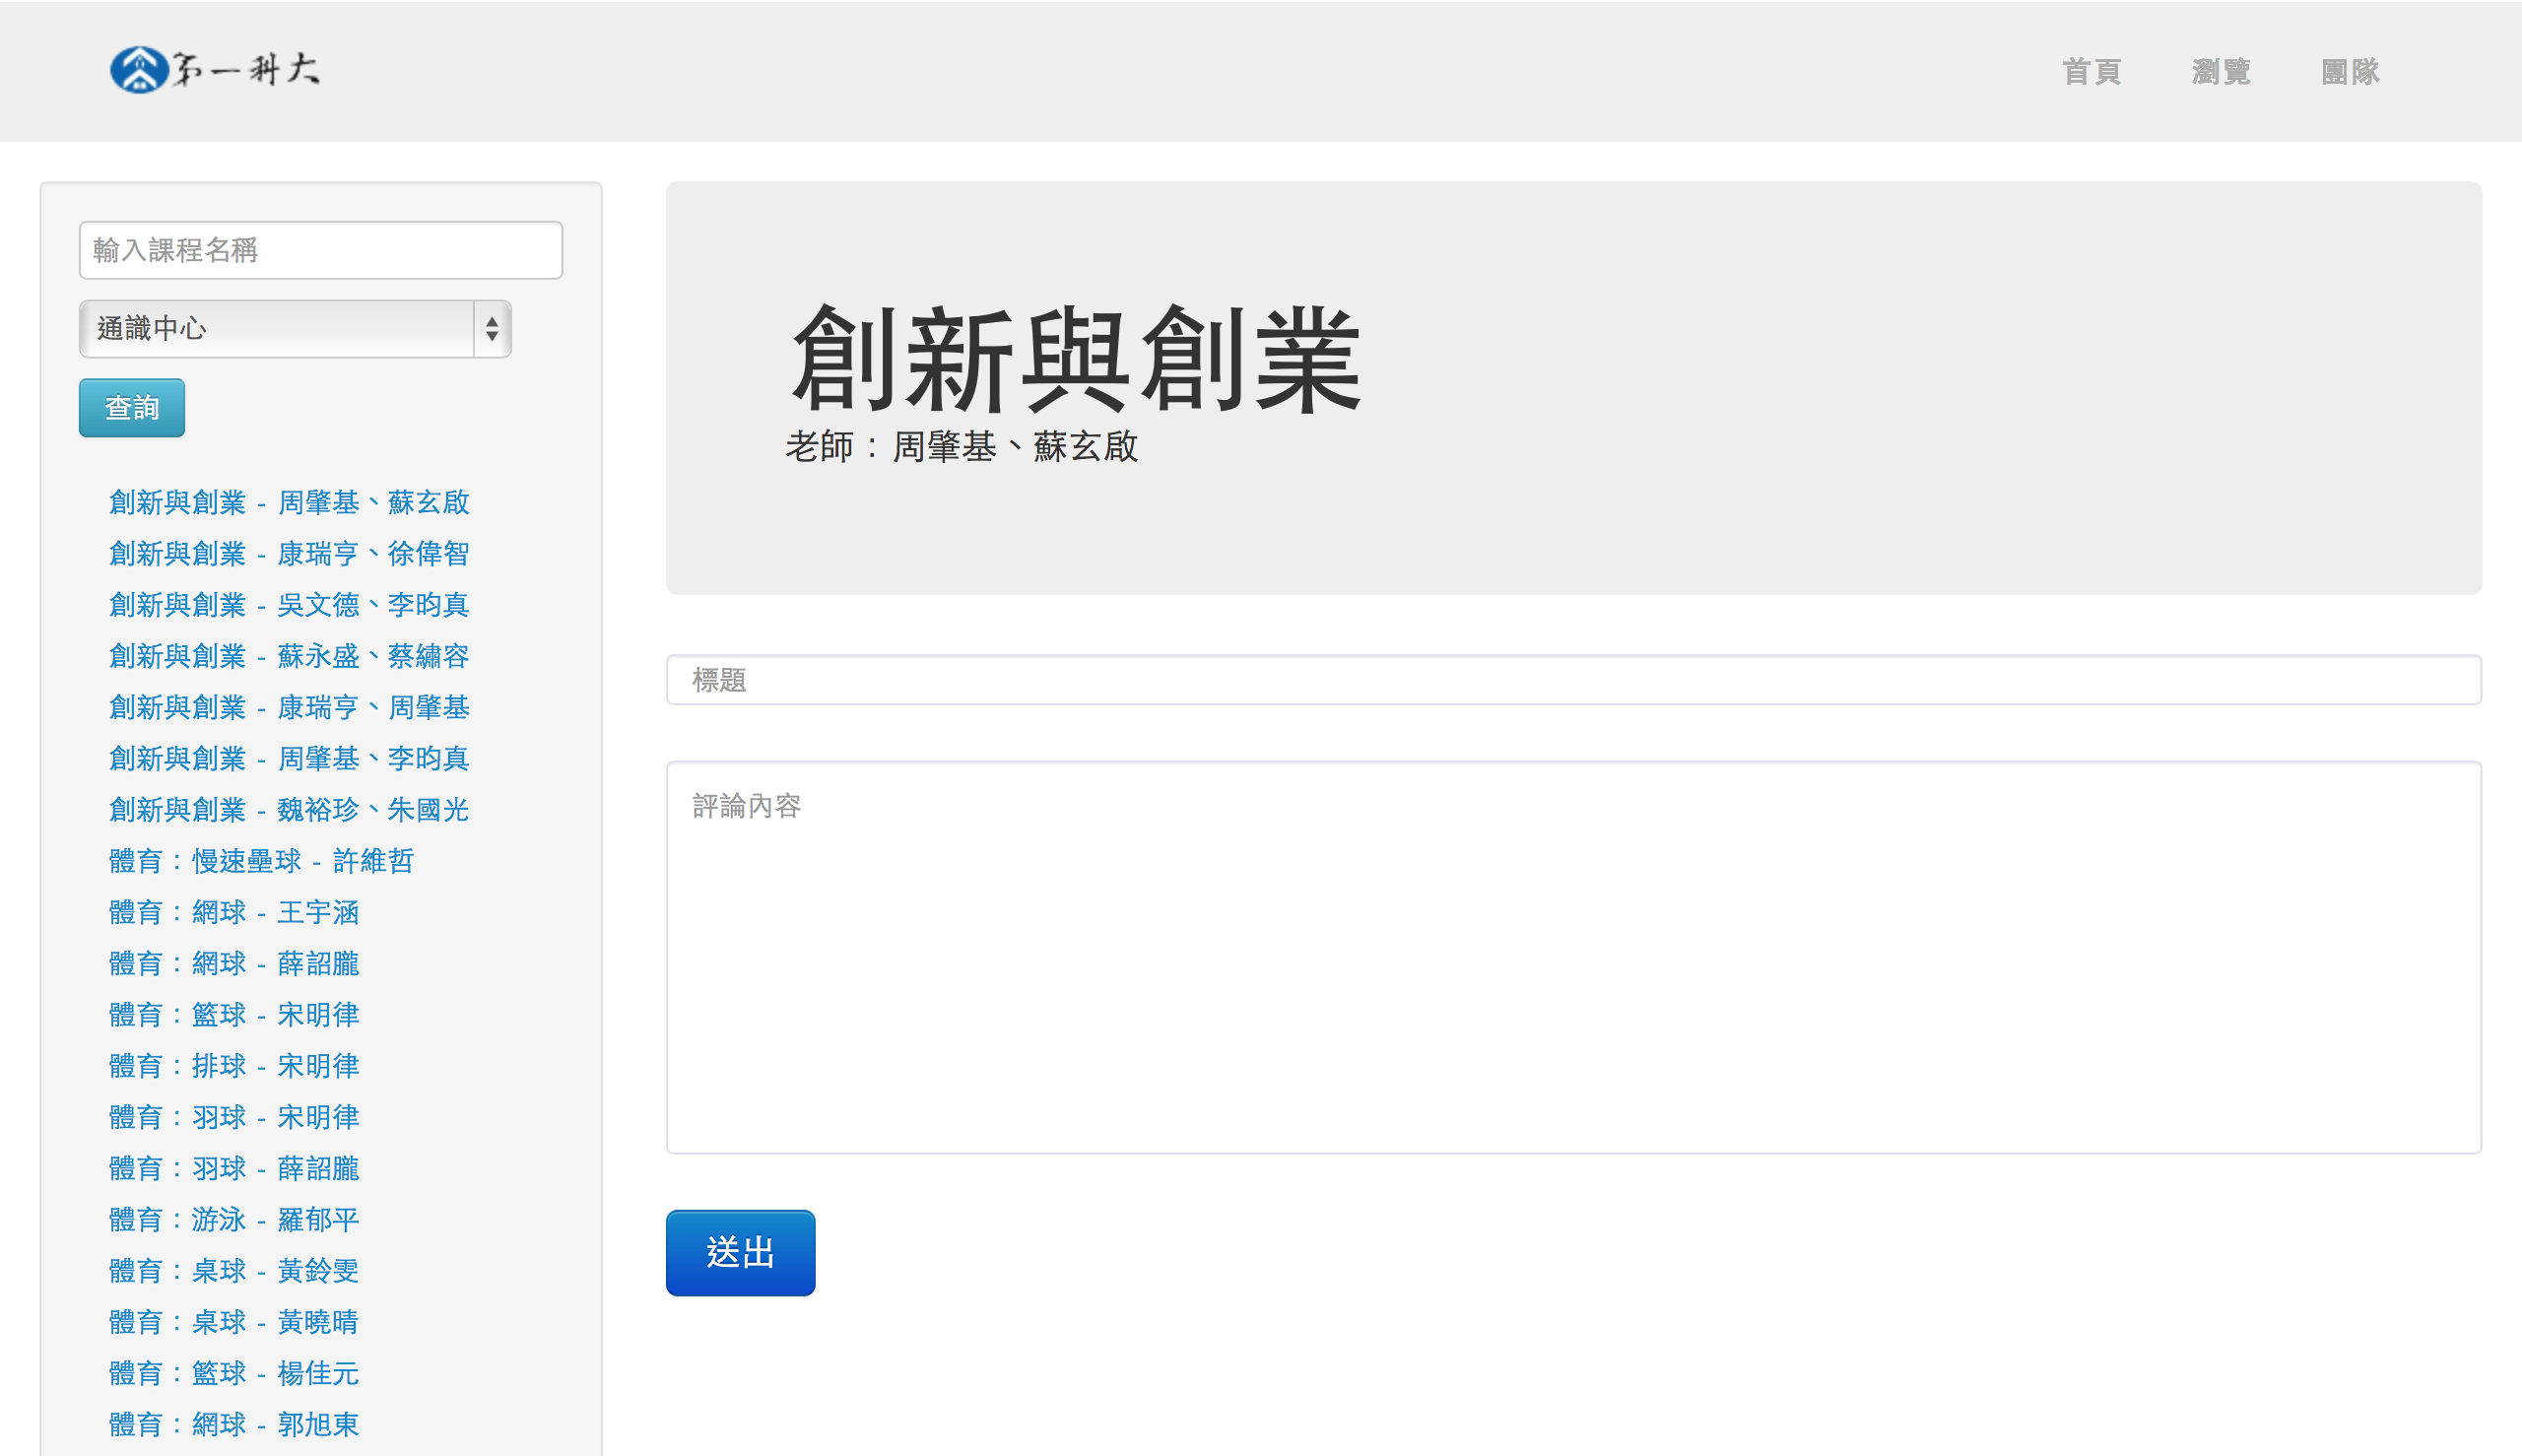 第一科大
首頁 瀏覽 團隊
輸入課程名稱
通識中心
查詢
創新與創業 - 周肇基、蘇玄啟
創新與創業 - 康瑞亨、徐偉智
創新與創業 - 吳文德、李昀真
創新與創業 - 蘇永盛、蔡繡容
創新與創業 - 康瑞亨、周肇基
創新與創業 - 周肇基、李昀真
創新與創業 - 魏裕珍、朱國光
體育：慢速壘球 - 許維哲
體育：網球 - 王宇涵
體育：網球 - 薛詔朧
體育：籃球 - 宋明律
體育：排球 - 宋明律
體育：羽球 - 宋明律
體育：羽球 - 薛詔朧
體育：游泳 - 羅郁平
體育：桌球 - 黃鈴雯
體育：桌球 - 黃曉晴
體育：籃球 - 楊佳元
體育：網球 - 郭旭東
創新與創業
老師：周肇基、蘇玄啟
標題
評論內容
送出